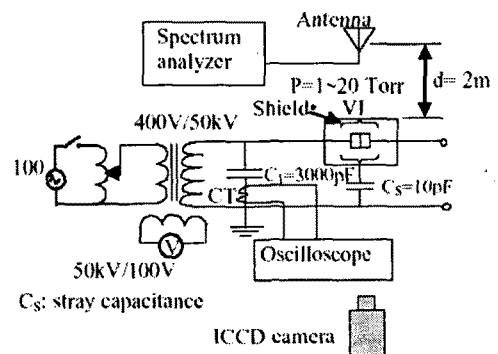 Antenna
Spectrum
analyzer
P=1~20 Torr
d= 2m
Shield
VI
400V/50kV
100
C1=3000pF
CT
CS=10pF
V
50kV/100V
Oscilloscope
CS: stray capacitance
ICCD camera